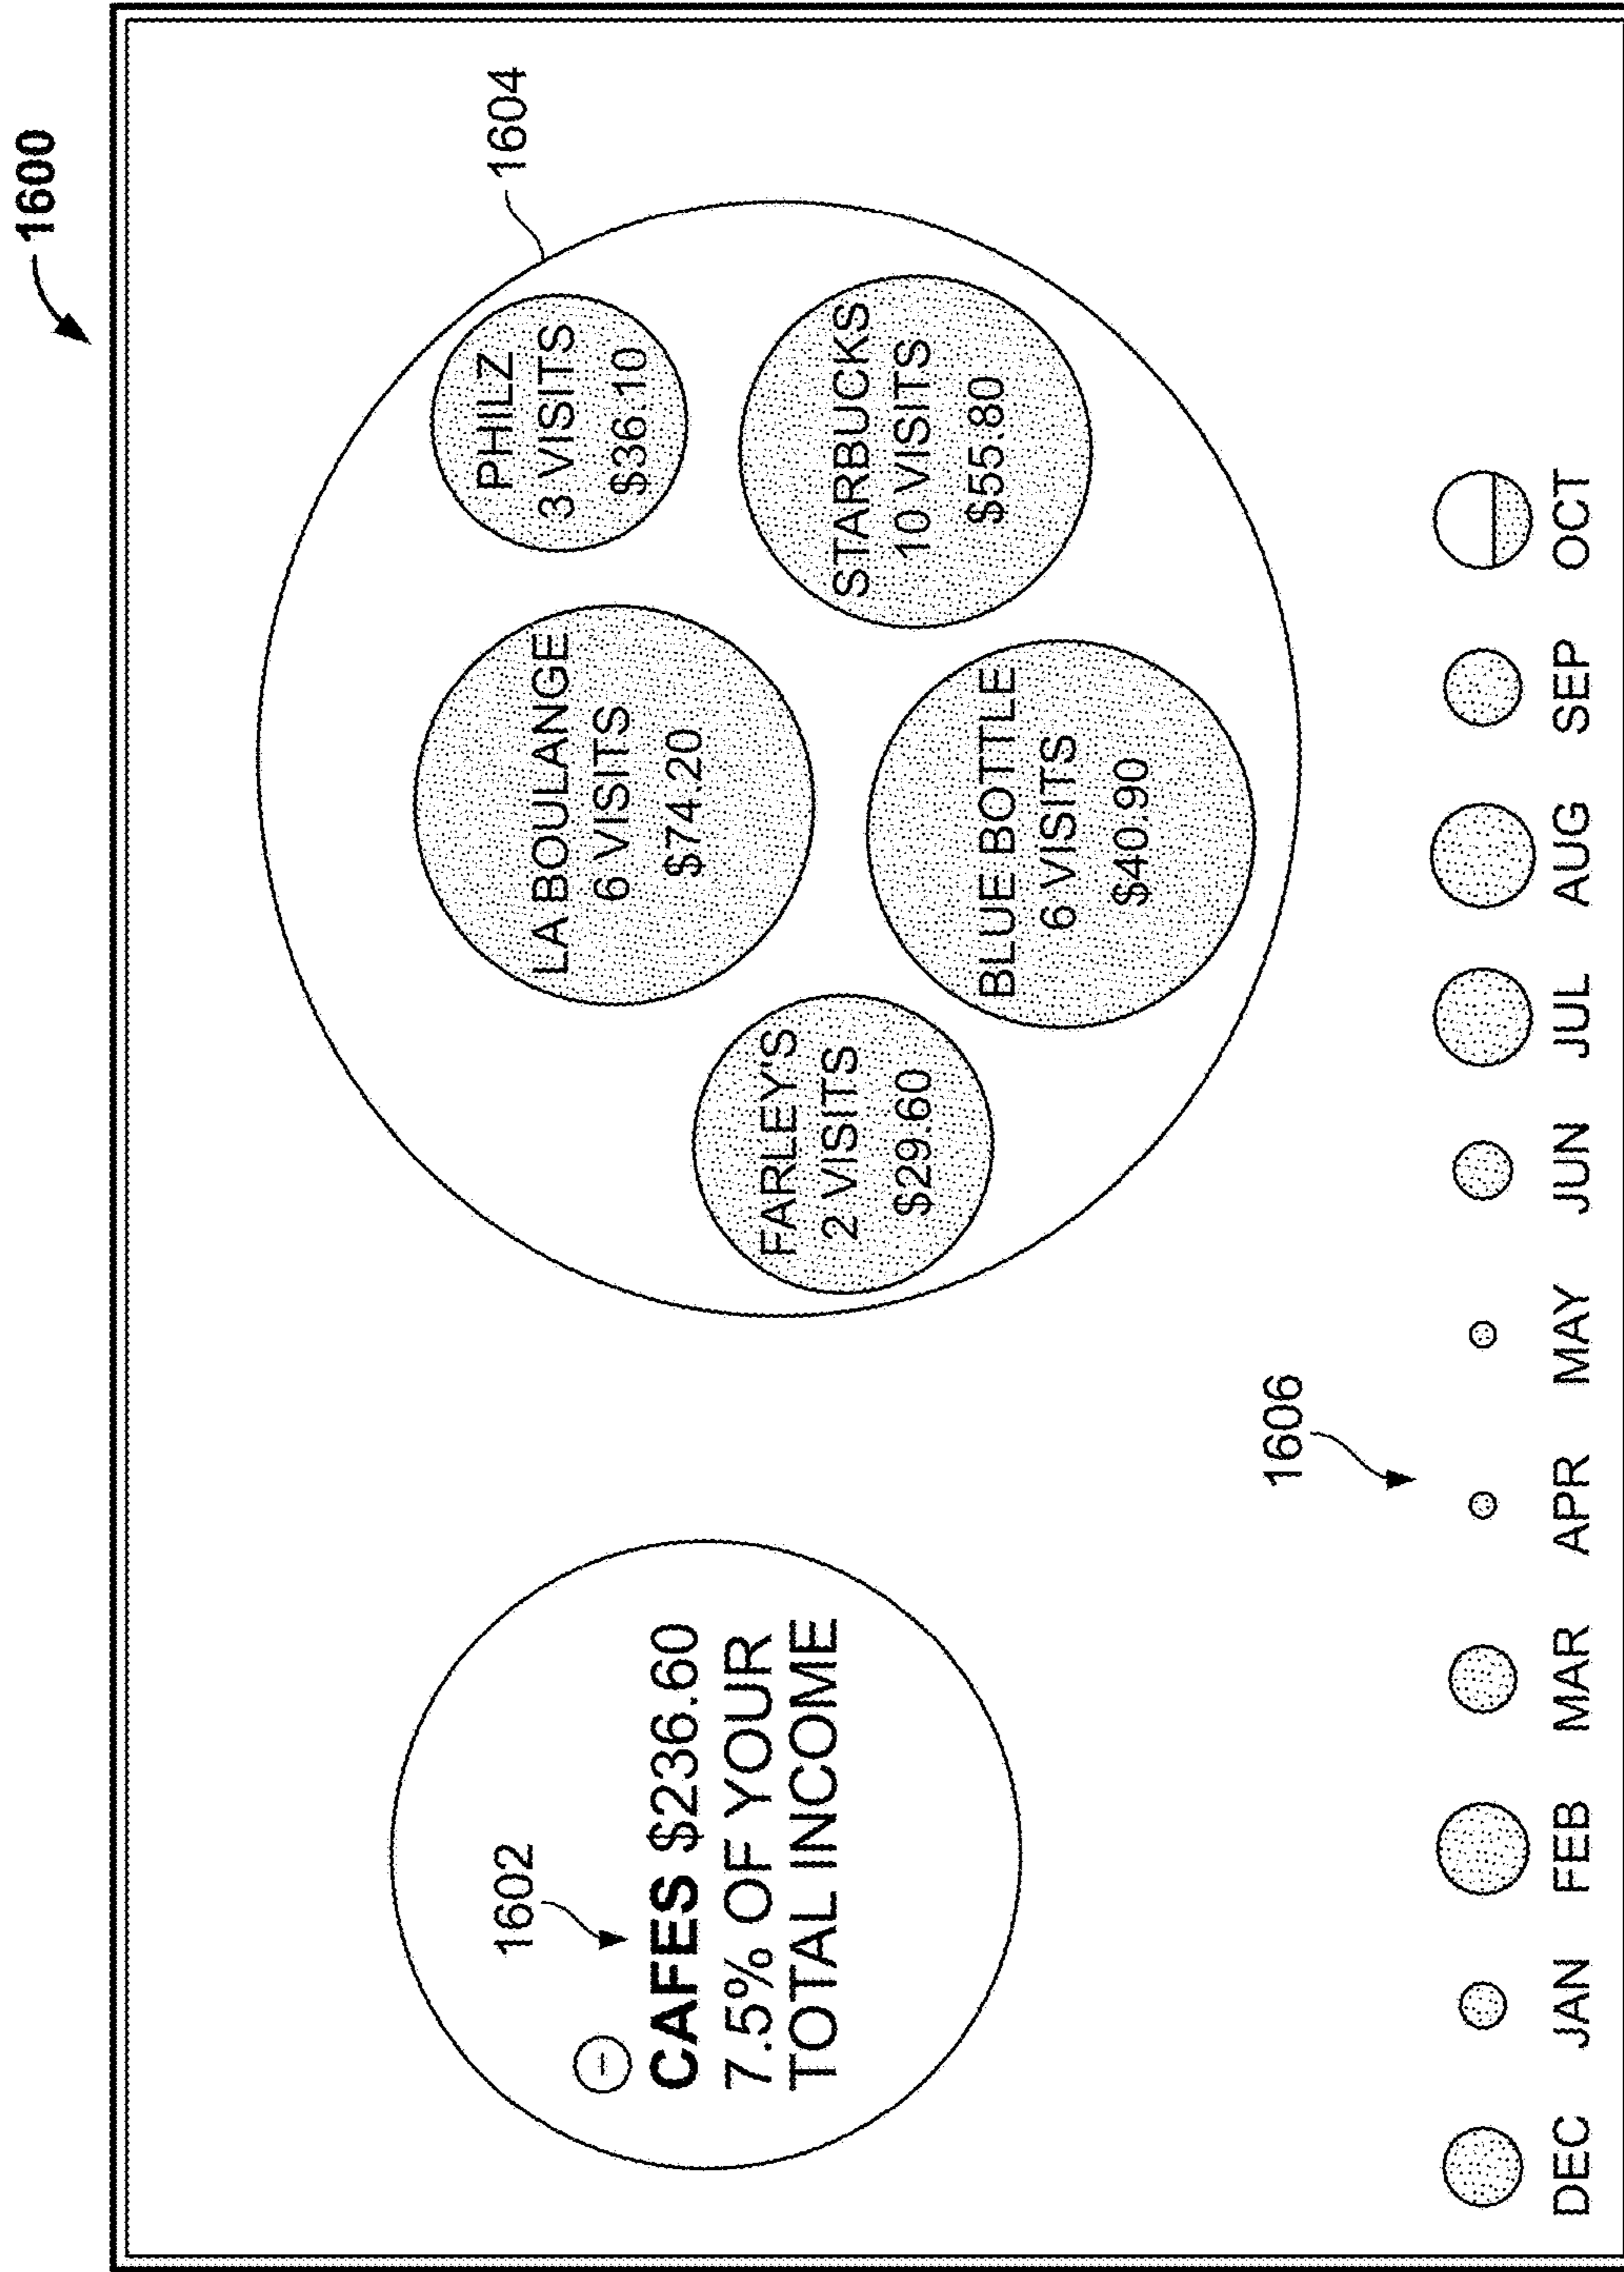 1600
1602
CAFES $236.60
7.5% OF YOUR
TOTAL INCOME
1604
LA BOULANGE
6 VISITS
$74.20
PHILZ
3 VISITS
$36.10
FARLEY'S
2 VISITS
$29.60
STARBUCKS
10 VISITS
$55.80
BLUE BOTTLE
6 VISITS
$40.90
1606
DEC JAN FEB MAR APR MAY JUN JUL AUG SEP OCT